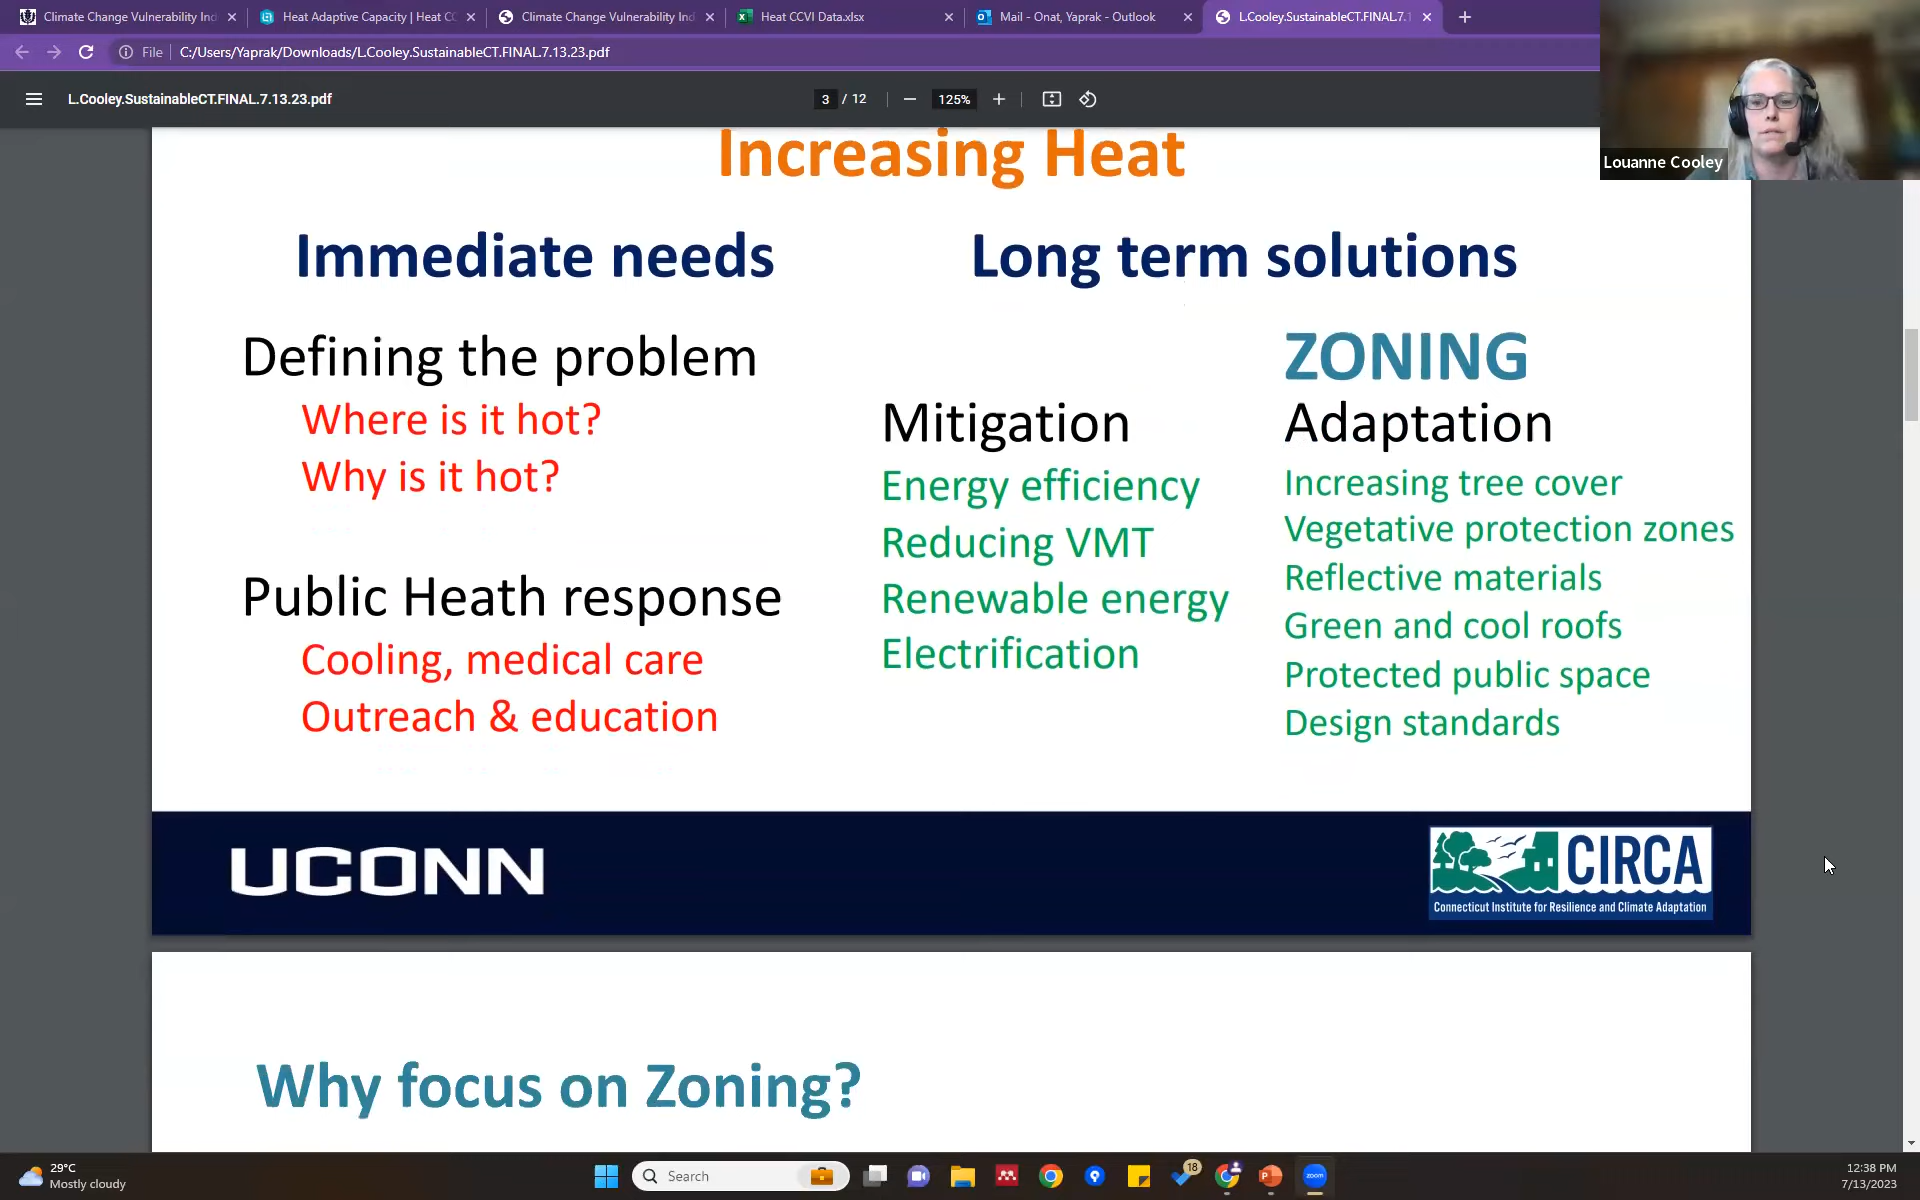 Climate Change Vulnerability Ind
Heat Adaptive Capacity | Heat CC
Climate Change Vulnerability Ind
Heat CCVI Data.xlsx
Mail - Onat, Yaprak - Outlook
L.Cooley.SustainableCT.FINAL.7.1
File
C:/Users/Yaprak/Downloads/L.Cooley.SustainableCT.FINAL.7.13.23.pdf
L.Cooley.SustainableCT.FINAL.7.13.23.pdf
3 / 12
125%
Louanne Cooley
Increasing Heat
Immediate needs
Defining the problem
Where is it hot?
Why is it hot?
Public Heath response
Cooling, medical care
Outreach & education
Long term solutions
Mitigation
Energy efficiency
Reducing VMT
Renewable energy
Electrification
ZONING
Adaptation
Increasing tree cover
Vegetative protection zones
Reflective materials
Green and cool roofs
Protected public space
Design standards
UCONN
CIRCA
Connecticut Institute for Resilience and Climate Adaptation
Why focus on Zoning?
29°C
Mostly cloudy
Search
18
zoom
12:38 PM
7/13/2023